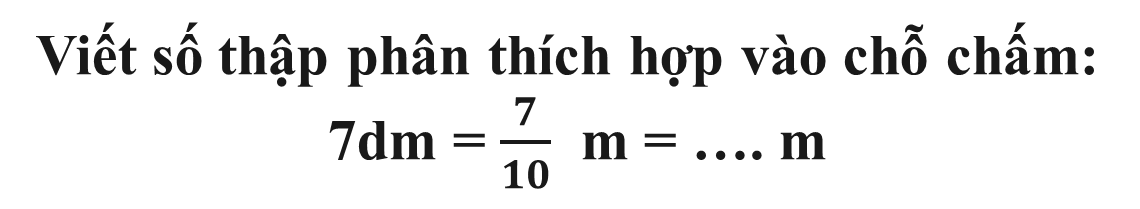 Viết số thập phân thích hợp vào chỗ chấm:
7dm = 7/10 m = .... m